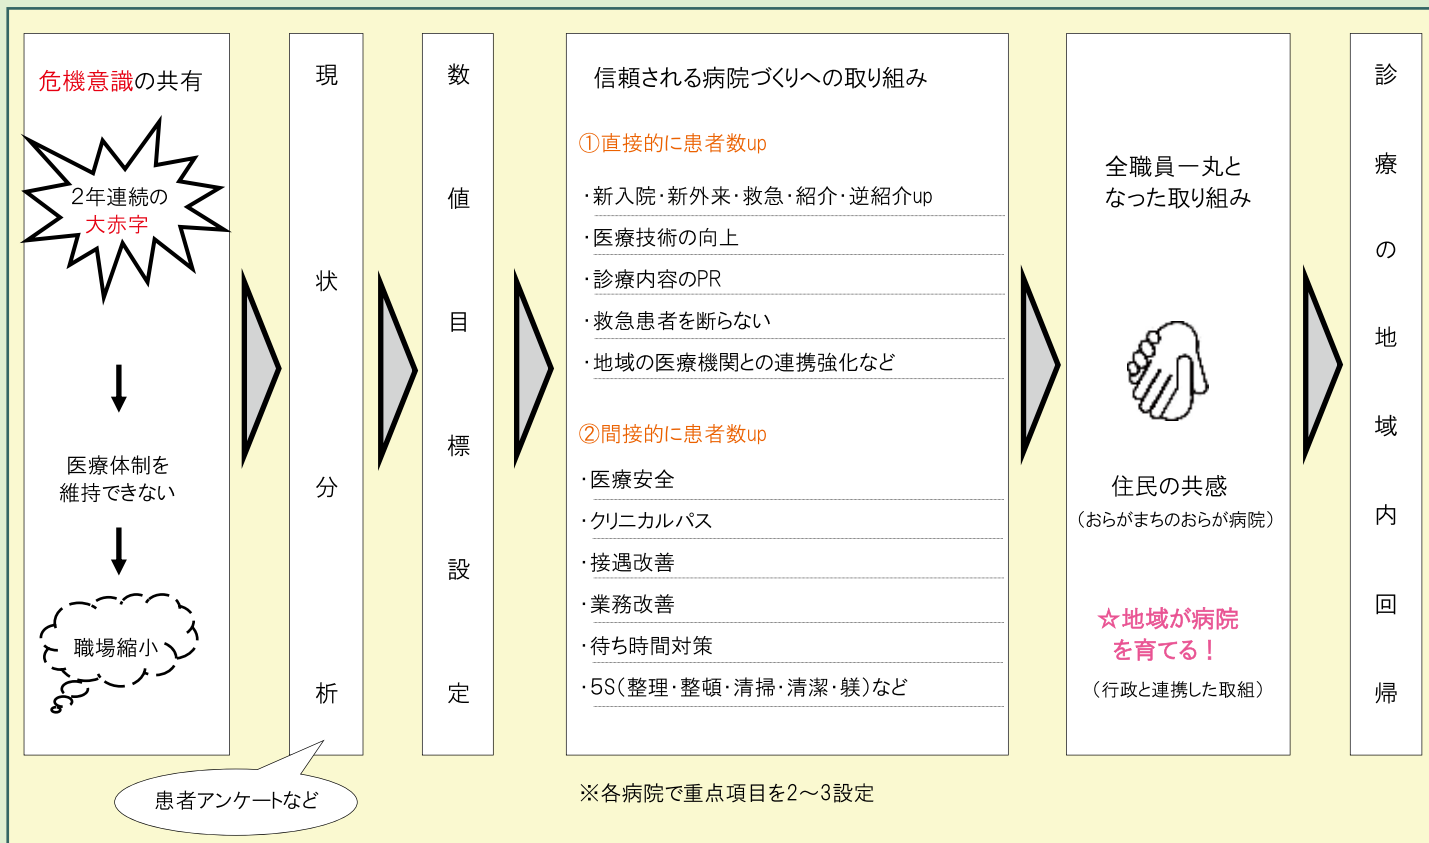 危機意識の共有
2年連続の
大赤字
医療体制を
維持できない
職場縮小
現状分析
患者アンケートなど
数値目標設定
信頼される病院づくりへの取り組み
①直接的に患者数up
・新入院・新外来・救急・紹介・逆紹介up
・医療技術の向上
・診療内容のPR
・救急患者を断らない
・地域の医療機関との連携強化など
②間接的に患者数up
・医療安全
・クリニカルパス
・接遇改善
・業務改善
・待ち時間対策
・5S(整理・整頓・清掃・清潔・躾)など
※各病院で重点項目を2～3設定
全職員一丸と
なった取り組み
住民の共感
(おらがまちのおらが病院)
☆地域が病院
を育てる！
(行政と連携した取組)
診療の地域内回帰